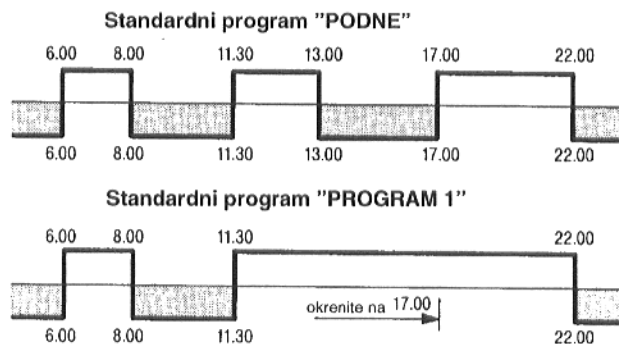 Standardni program "PODNE"
6.00 8.00 11.30 13.00 17.00 22.00
6.00 8.00 11.30 13.00 17.00 22.00
Standardni program "PROGRAM 1"
6.00 8.00 11.30 22.00
okrenite na 17.00
6.00 8.00 11.30 22.00